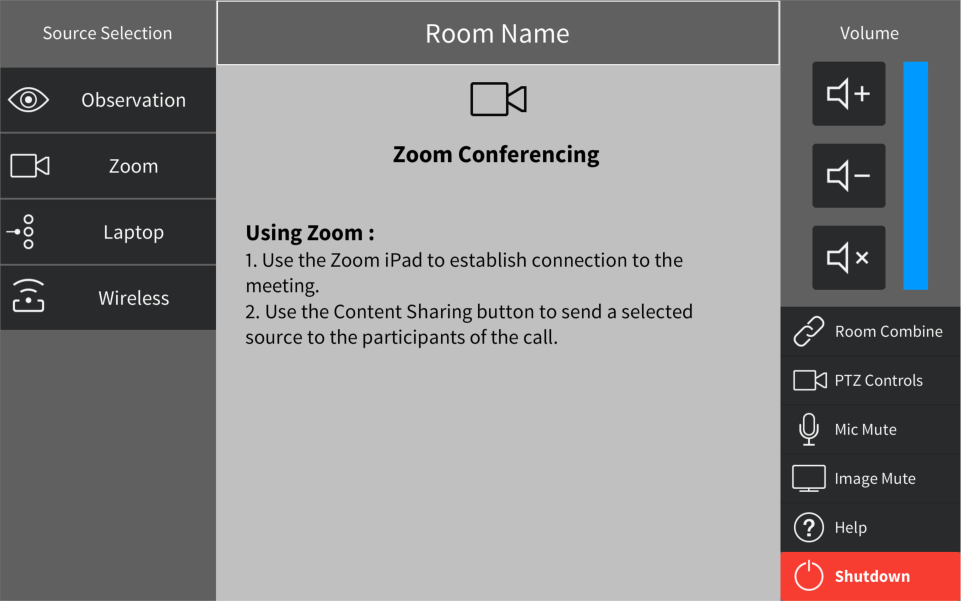 Source Selection
Observation
Zoom
Laptop
Wireless
Room Name
Zoom Conferencing
Using Zoom :
1. Use the Zoom iPad to establish connection to the
meeting.
2. Use the Content Sharing button to send a selected
source to the participants of the call.
Volume
Room Combine
PTZ Controls
Mic Mute
Image Mute
Help
Shutdown